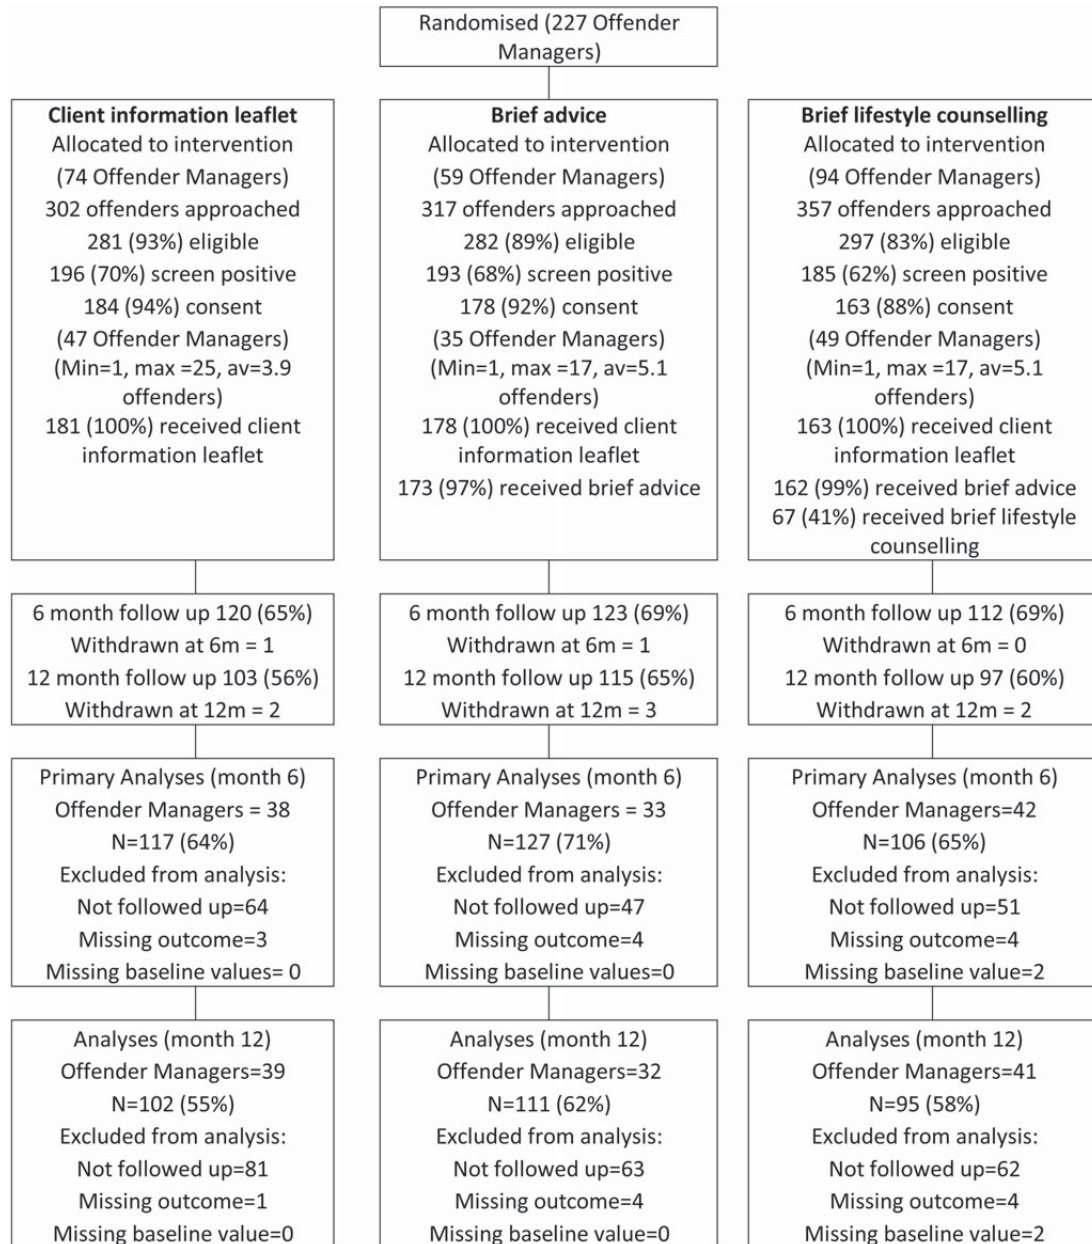 Randomised (227 Offender
Managers)
Client information leaflet
Allocated to intervention
(74 Offender Managers)
302 offenders approached
281 (93%) eligible
196 (70%) screen positive
184 (94%) consent
(47 Offender Managers)
(Min=1, max =25, av=3.9
offenders)
181 (100%) received client
information leaflet
Brief advice
Allocated to intervention
(59 Offender Managers)
317 offenders approached
282 (89%) eligible
193 (68%) screen positive
178 (92%) consent
(35 Offender Managers)
(Min=1, max =17, av=5.1
offenders)
178 (100%) received client
information leaflet
173 (97%) received brief advice
Brief lifestyle counselling
Allocated to intervention
(94 Offender Managers)
357 offenders approached
297 (83%) eligible
185 (62%) screen positive
163 (88%) consent
(49 Offender Managers)
(Min=1, max =17, av=5.1
offenders)
163 (100%) received client
information leaflet
162 (99%) received brief advice
67 (41%) received brief lifestyle
counselling
6 month follow up 120 (65%)
Withdrawn at 6m = 1
12 month follow up 103 (56%)
Withdrawn at 12m = 2
6 month follow up 123 (69%)
Withdrawn at 6m = 1
12 month follow up 115 (65%)
Withdrawn at 12m = 3
6 month follow up 112 (69%)
Withdrawn at 6m = 0
12 month follow up 97 (60%)
Withdrawn at 12m = 2
Primary Analyses (month 6)
Offender Managers = 38
N=117 (64%)
Excluded from analysis:
Not followed up=64
Missing outcome=3
Missing baseline values= 0
Primary Analyses (month 6)
Offender Managers = 33
N=127 (71%)
Excluded from analysis:
Not followed up=47
Missing outcome=4
Missing baseline values=0
Primary Analyses (month 6)
Offender Managers=42
N=106 (65%)
Excluded from analysis:
Not followed up=51
Missing outcome=4
Missing baseline value=2
Analyses (month 12)
Offender Managers=39
N=102 (55%)
Excluded from analysis:
Not followed up=81
Missing outcome=1
Missing baseline value=0
Analyses (month 12)
Offender Managers=32
N=111 (62%)
Excluded from analysis:
Not followed up=63
Missing outcome=4
Missing baseline value=0
Analyses (month 12)
Offender Managers=41
N=95 (58%)
Excluded from analysis:
Not followed up=62
Missing outcome=4
Missing baseline value=2